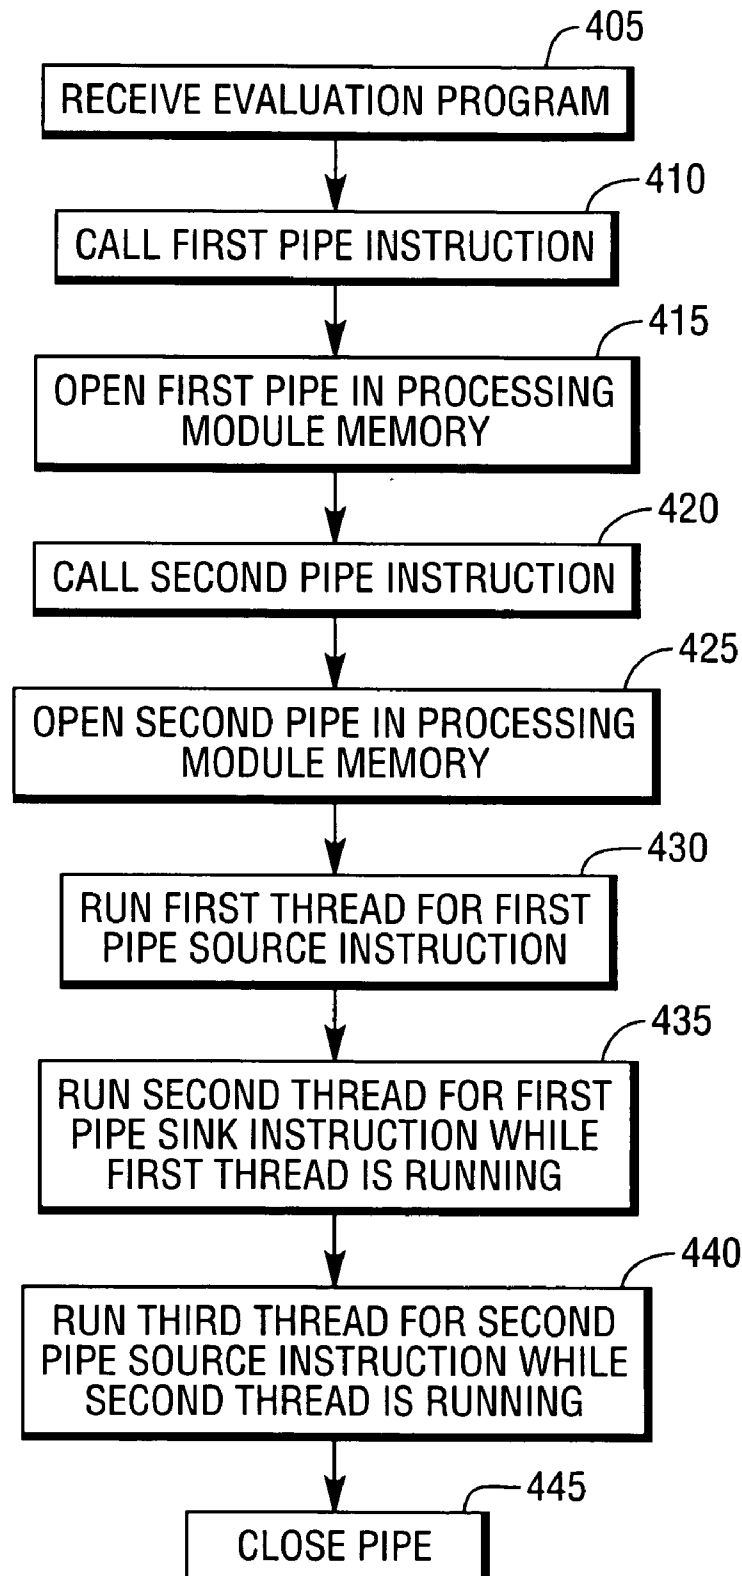 405
RECEIVE EVALUATION PROGRAM
410
CALL FIRST PIPE INSTRUCTION
415
OPEN FIRST PIPE IN PROCESSING
MODULE MEMORY
420
CALL SECOND PIPE INSTRUCTION
425
OPEN SECOND PIPE IN PROCESSING
MODULE MEMORY
430
RUN FIRST THREAD FOR FIRST
PIPE SOURCE INSTRUCTION
435
RUN SECOND THREAD FOR FIRST
PIPE SINK INSTRUCTION WHILE
FIRST THREAD IS RUNNING
440
RUN THIRD THREAD FOR SECOND
PIPE SOURCE INSTRUCTION WHILE
SECOND THREAD IS RUNNING
445
CLOSE PIPE